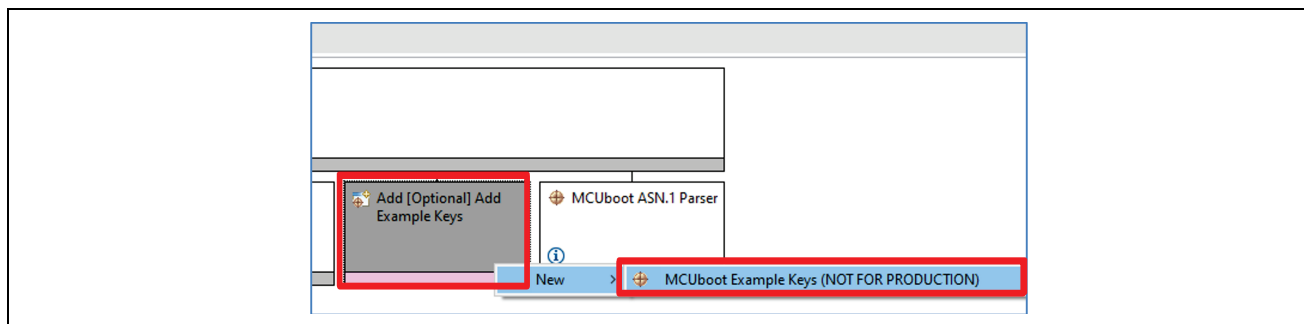 Add [Optional] Add
Example Keys
MCUboot ASN.1 Parser
New
MCUboot Example Keys (NOT FOR PRODUCTION)